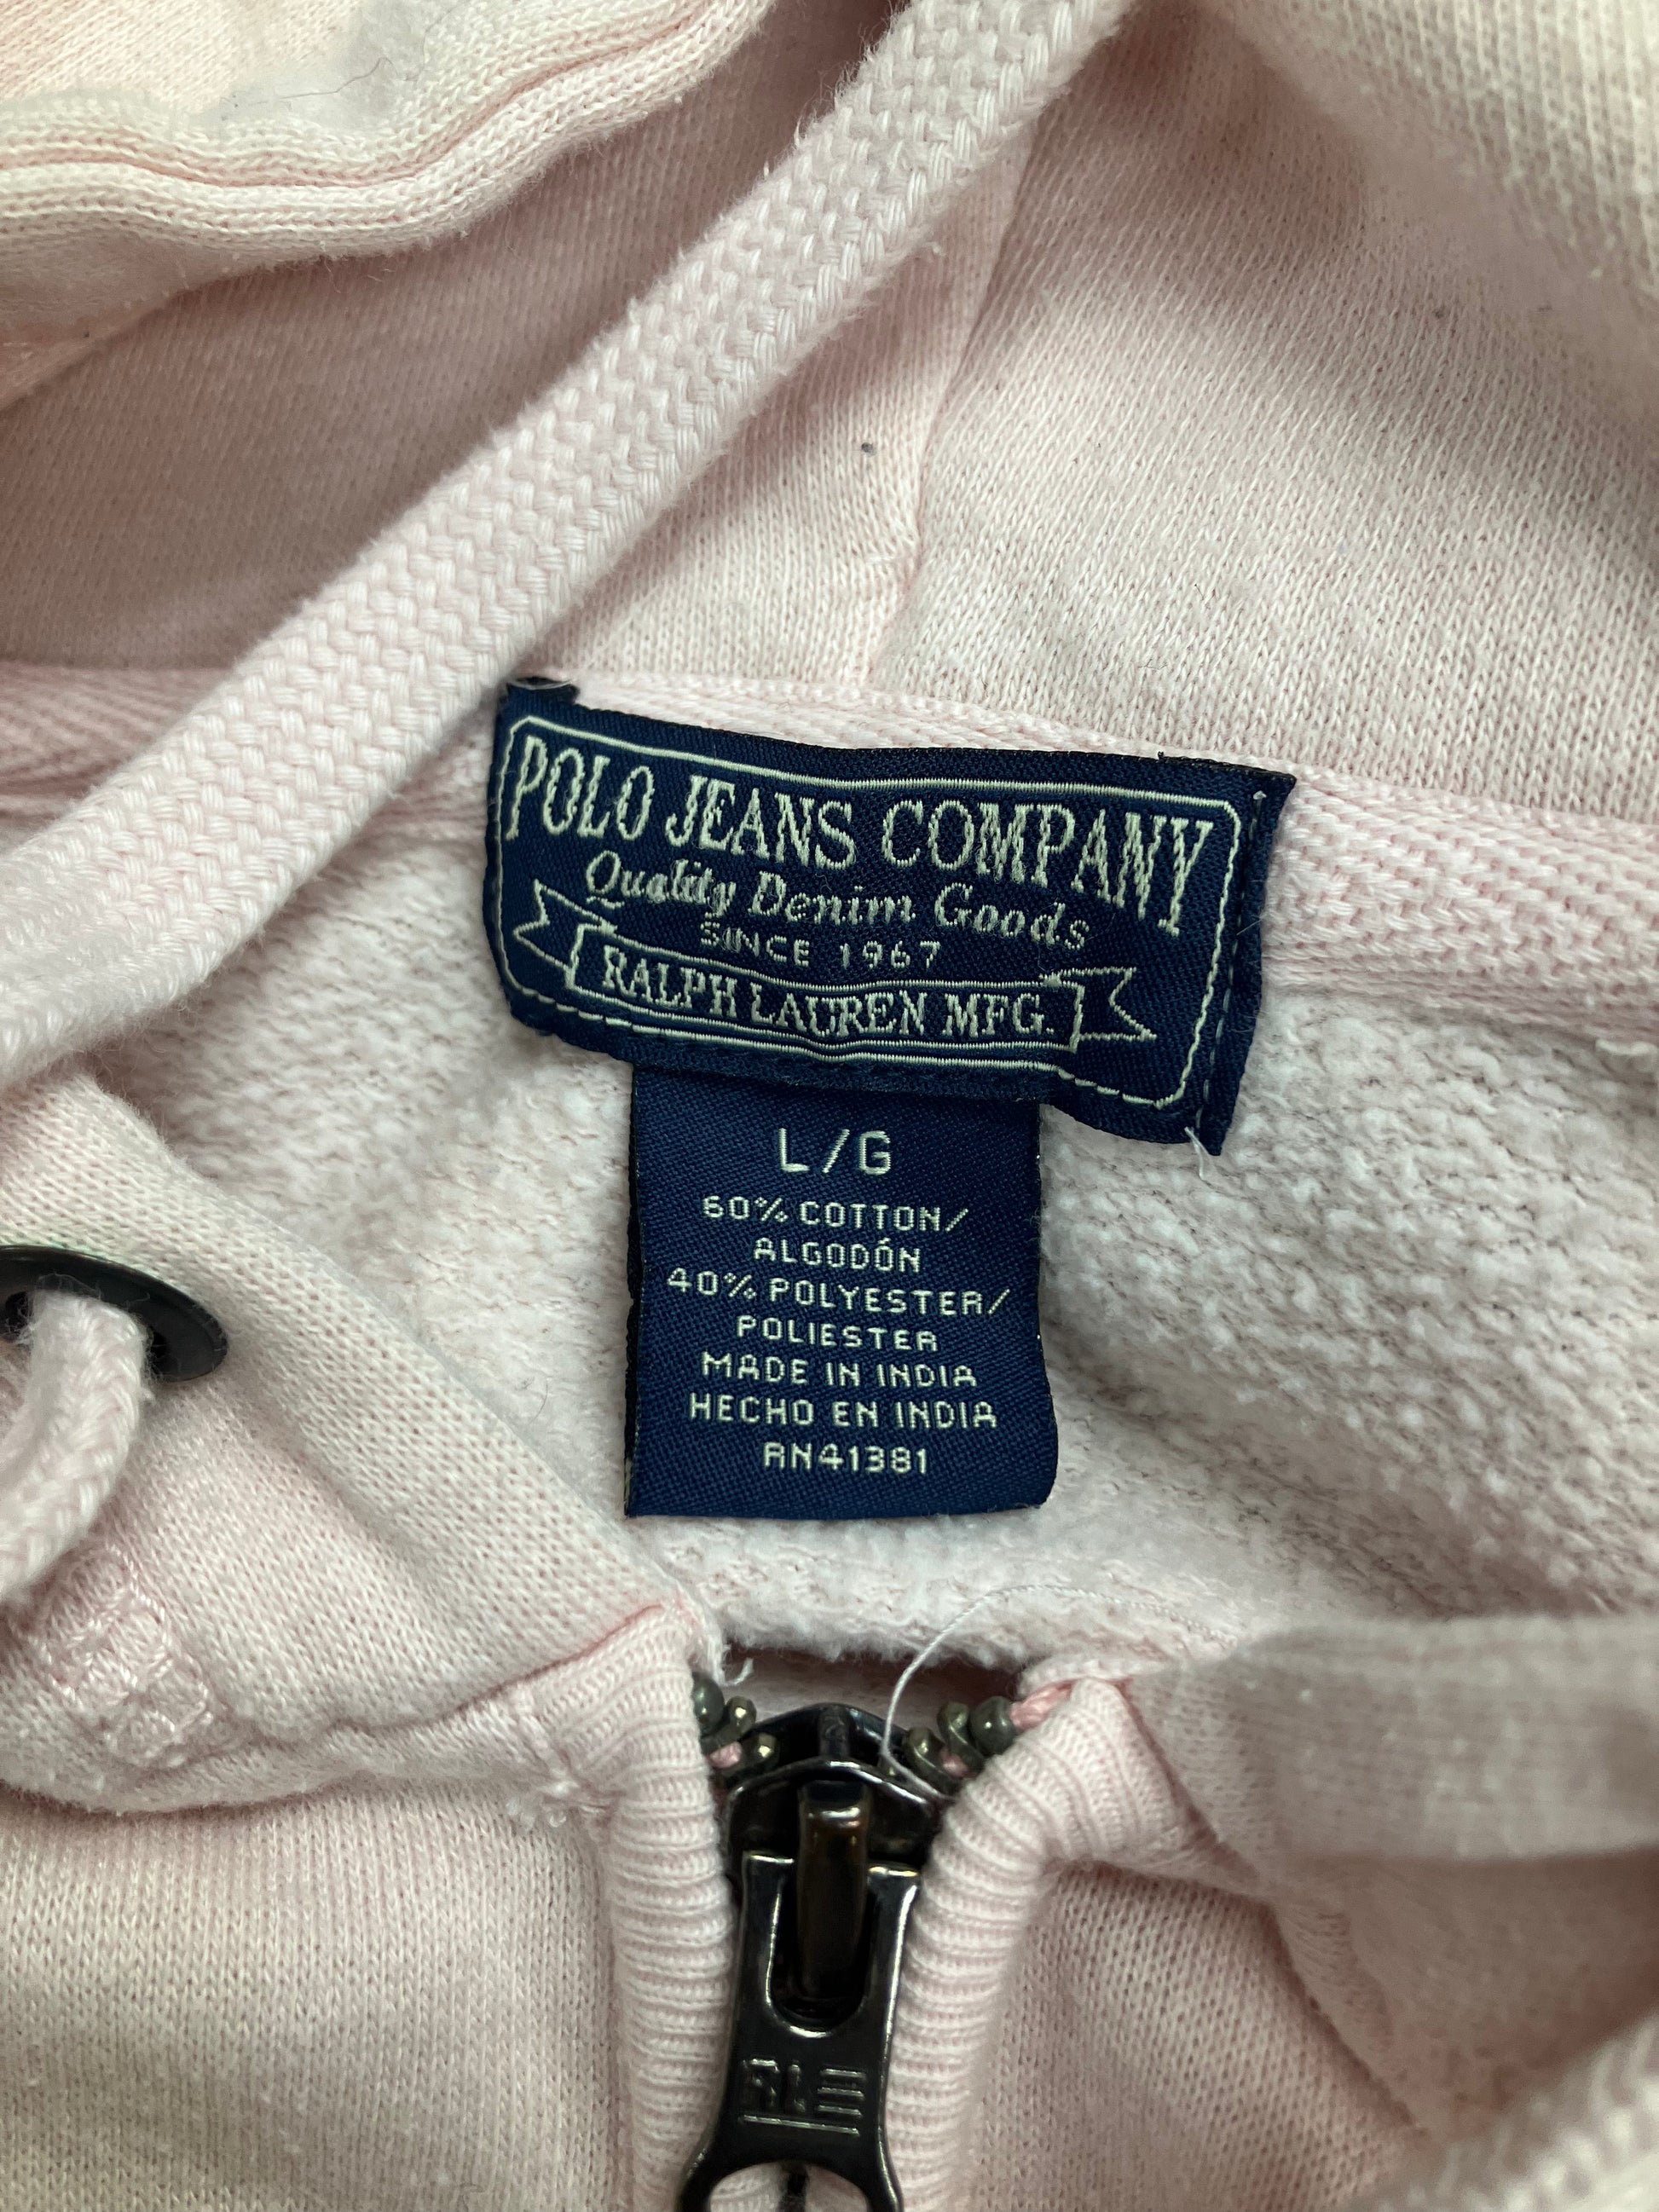 POLO JEANS COMPANY
Quality Denim Goods
SINCE 1967
RALPH LAUREN MFG.
L/G
60% COTTON/
ALGODÓN
40% POLYESTER/
POLIESTER
MADE IN INDIA
HECHO EN INDIA
RN41381
RL